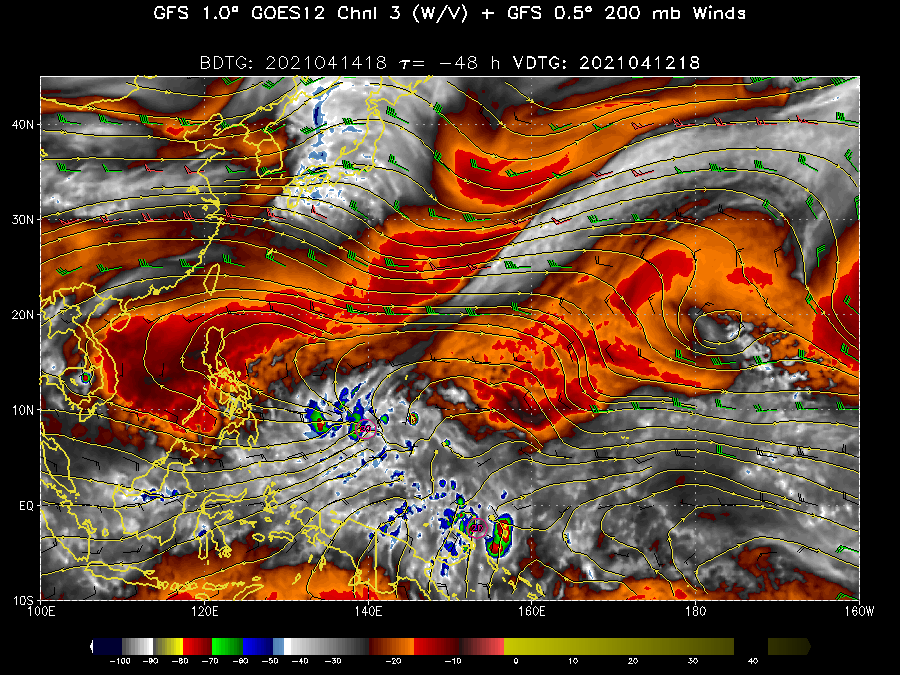 GFS 1.0° GOES12 Chnl 3 (W/V) + GFS 0.5° 200 mb Winds
BDTG: 2021041418 τ= −48 h VDTG: 2021041218
40N
30N
20N
10N
EQ
10S
100E 120E 140E 160E 180 160W
−100 −90 −80 −70 −60 −50 −40 −30 −20 −10 0 10 20 30 40